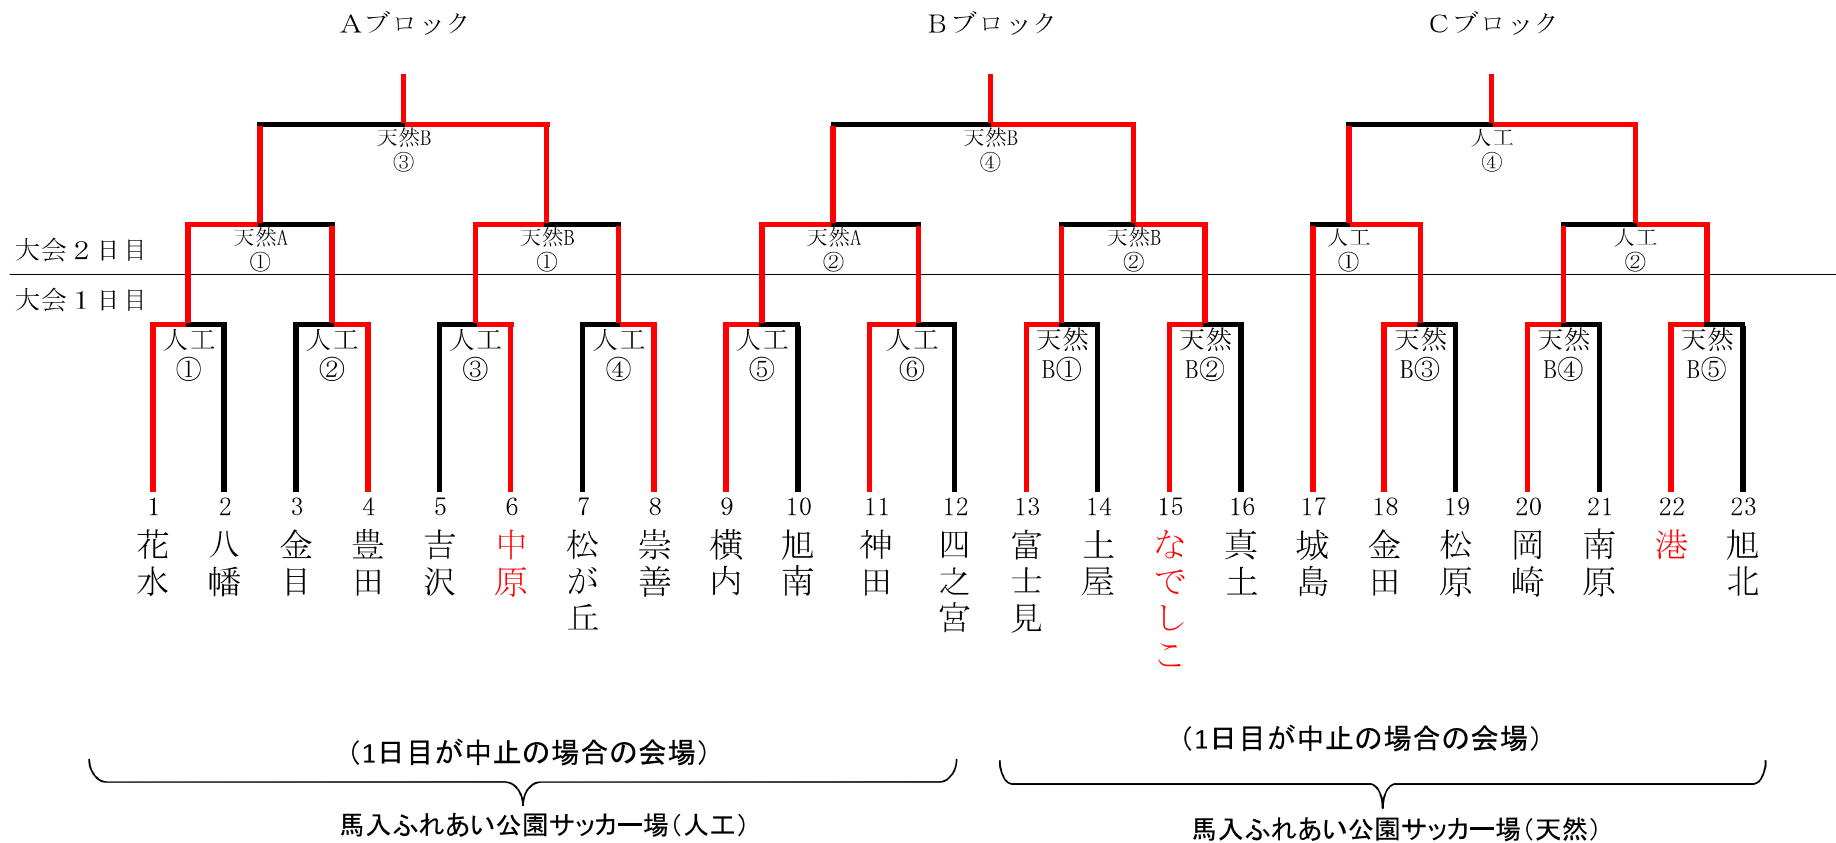 Aブロック
Bブロック
Cブロック
天然B
③
天然B
④
人工
④
大会２日目
天然A
①
天然B
①
天然A
②
天然B
②
人工
①
人工
②
大会１日目
人工
①
人工
②
人工
③
人工
④
人工
⑤
人工
⑥
天然
B①
天然
B②
天然
B③
天然
B④
天然
B⑤
1
2
3
4
5
6
7
8
9
10
11
12
13
14
15
16
17
18
19
20
21
22
23
花水
八幡
金目
豊田
吉沢
中原
松が丘
崇善
横内
旭南
神田
四之宮
富士見
土屋
なでしこ
真土
城島
金田
松原
岡崎
南原
港
旭北
（1日目が中止の場合の会場）
馬入ふれあい公園サッカー場（人工）
（1日目が中止の場合の会場）
馬入ふれあい公園サッカー場（天然）